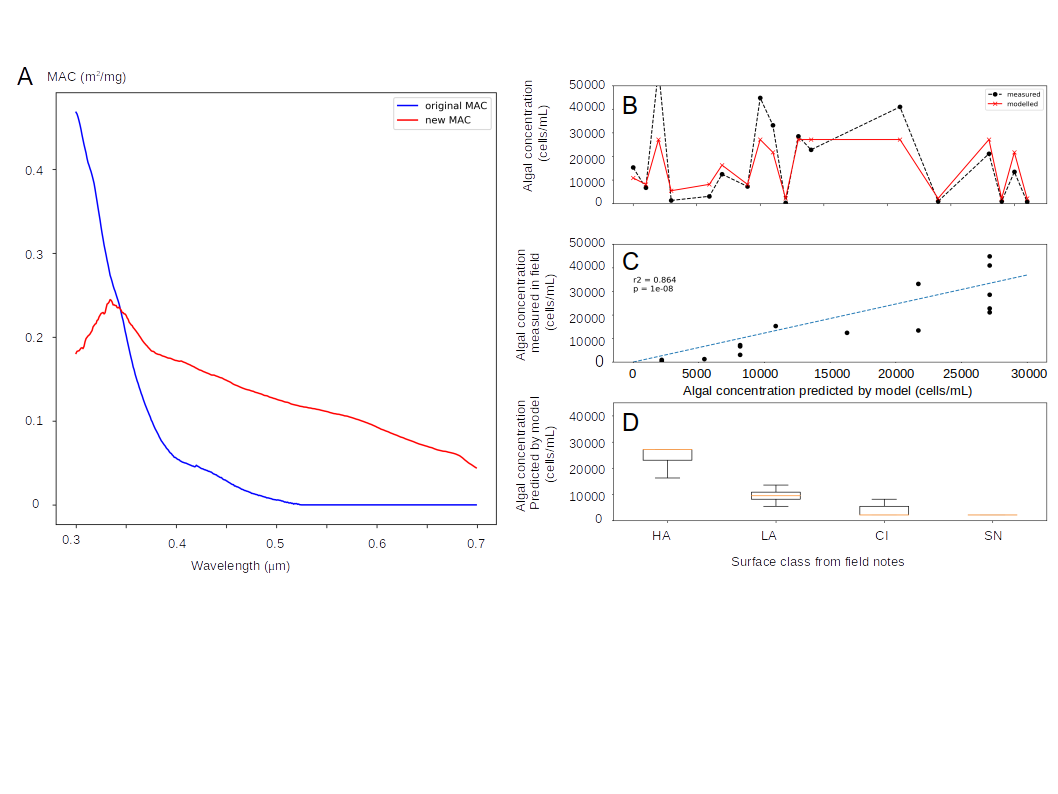 A
MAC (m²/mg)
original MAC
new MAC
0.4
0.3
0.2
0.1
0
0.3
0.4
0.5
0.6
0.7
Wavelength (μm)
Algal concentration
(cells/mL)
50000
40000
30000
20000
10000
0
B
measured
modelled
Algal concentration
measured in field
(cells/mL)
50000
40000
30000
20000
10000
0
C
r2 = 0.864
p = 1e-08
0
5000
10000
15000
20000
25000
30000
Algal concentration predicted by model (cells/mL)
Algal concentration
Predicted by model
(cells/mL)
40000
30000
20000
10000
0
D
HA
LA
CI
SN
Surface class from field notes